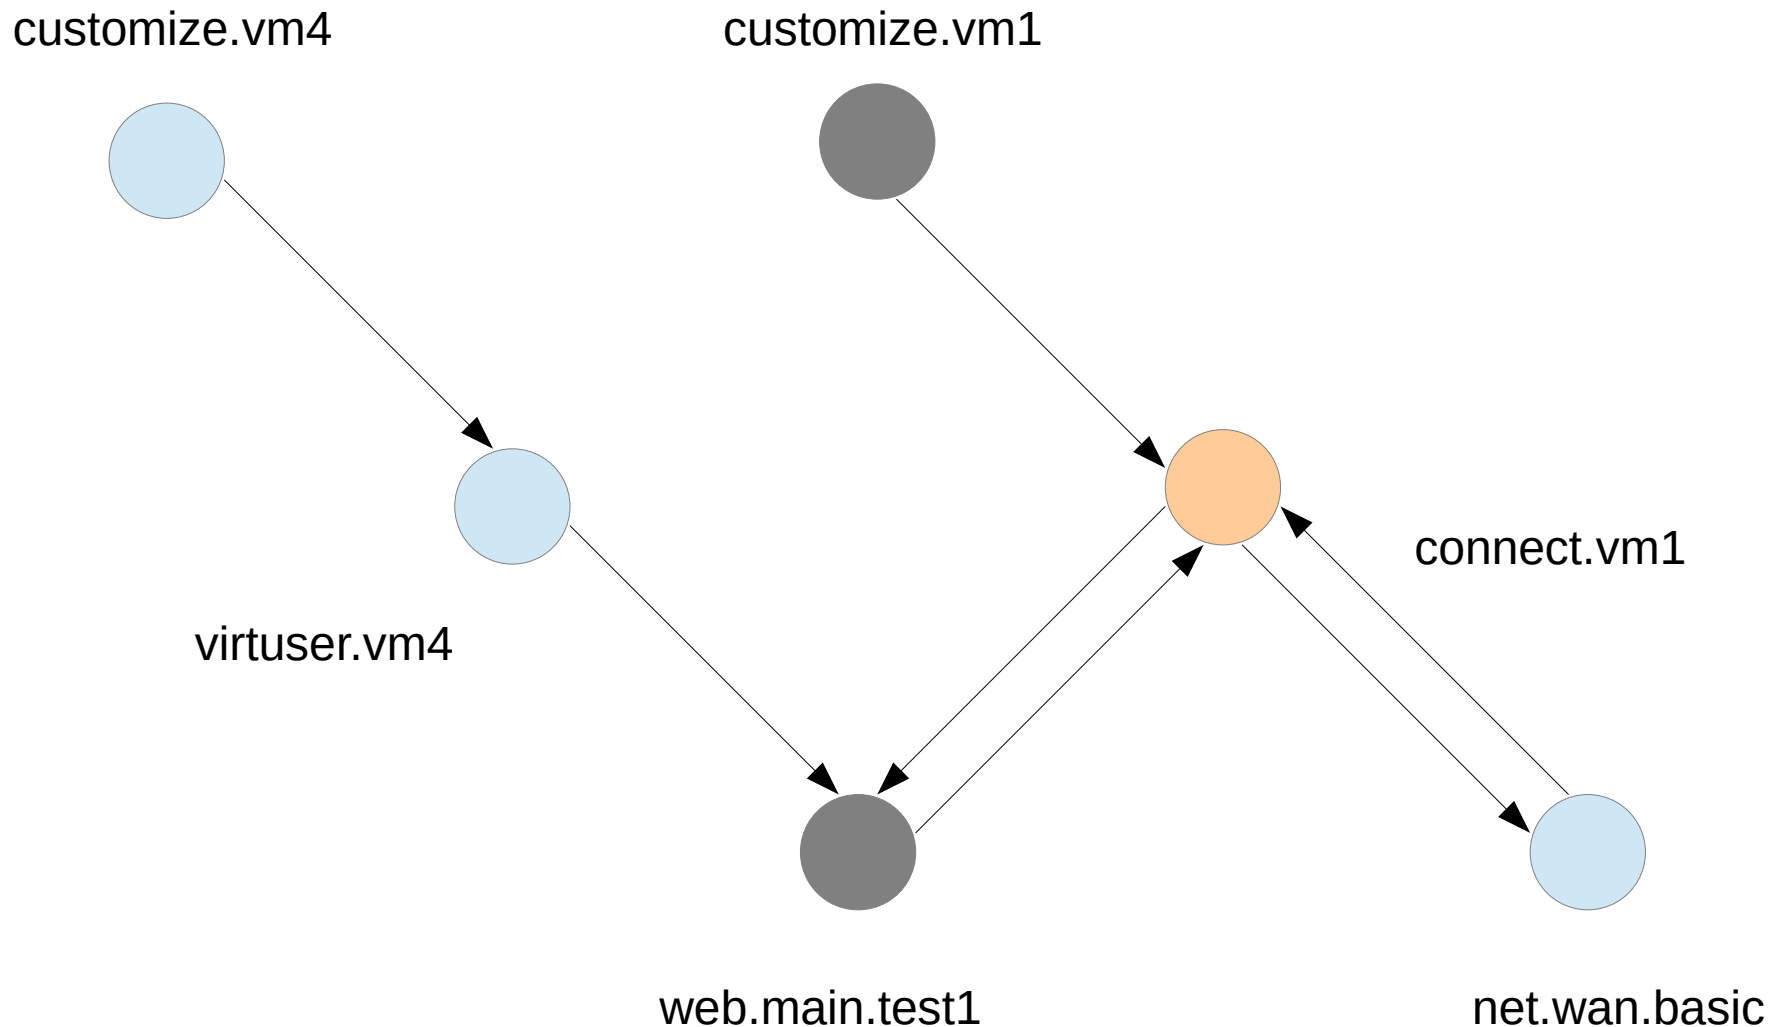 customize.vm4
customize.vm1
connect.vm1
virtuser.vm4
web.main.test1
net.wan.basic